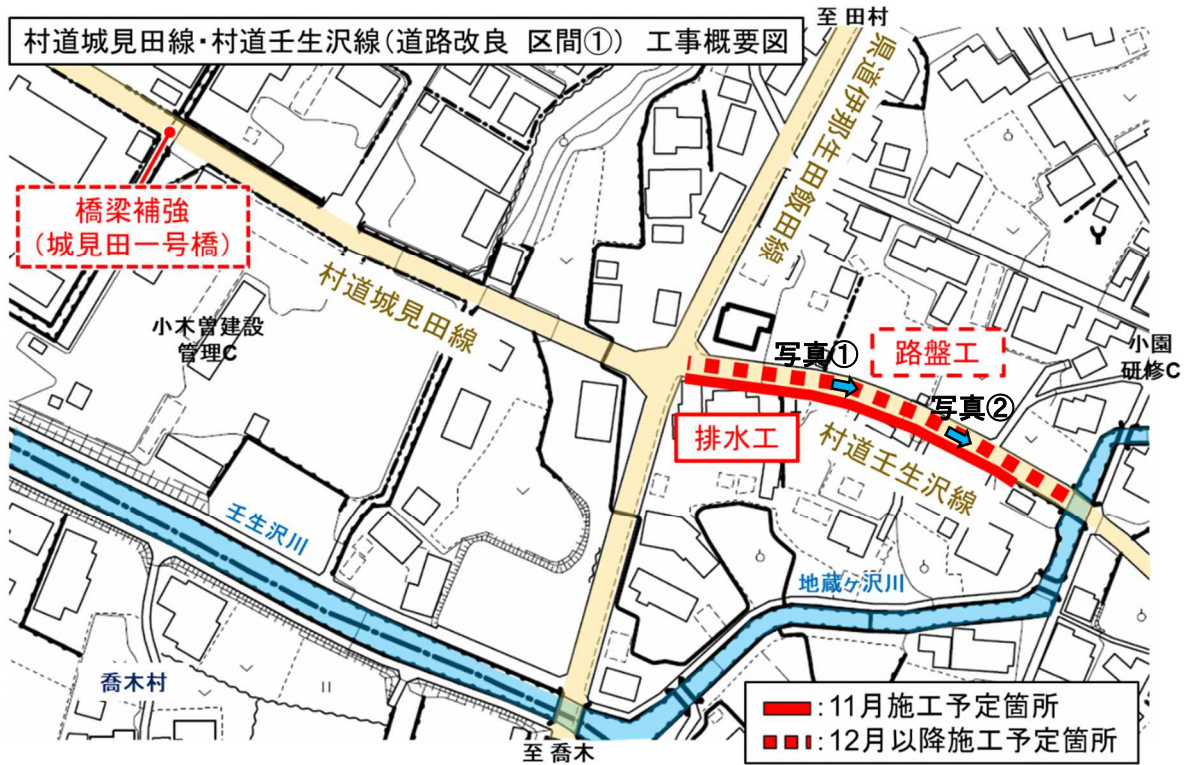 村道城見田線・村道壬生沢線(道路改良 区間①) 工事概要図
至 田村
県道伊那生田飯田線
橋梁補強
(城見田一号橋)
村道城見田線
小木曽建設
管理C
写真①
路盤工
小園
研修C
写真②
排水工
村道壬生沢線
壬生沢川
地蔵ヶ沢川
喬木村
:11月施工予定箇所
:12月以降施工予定箇所
至 喬木